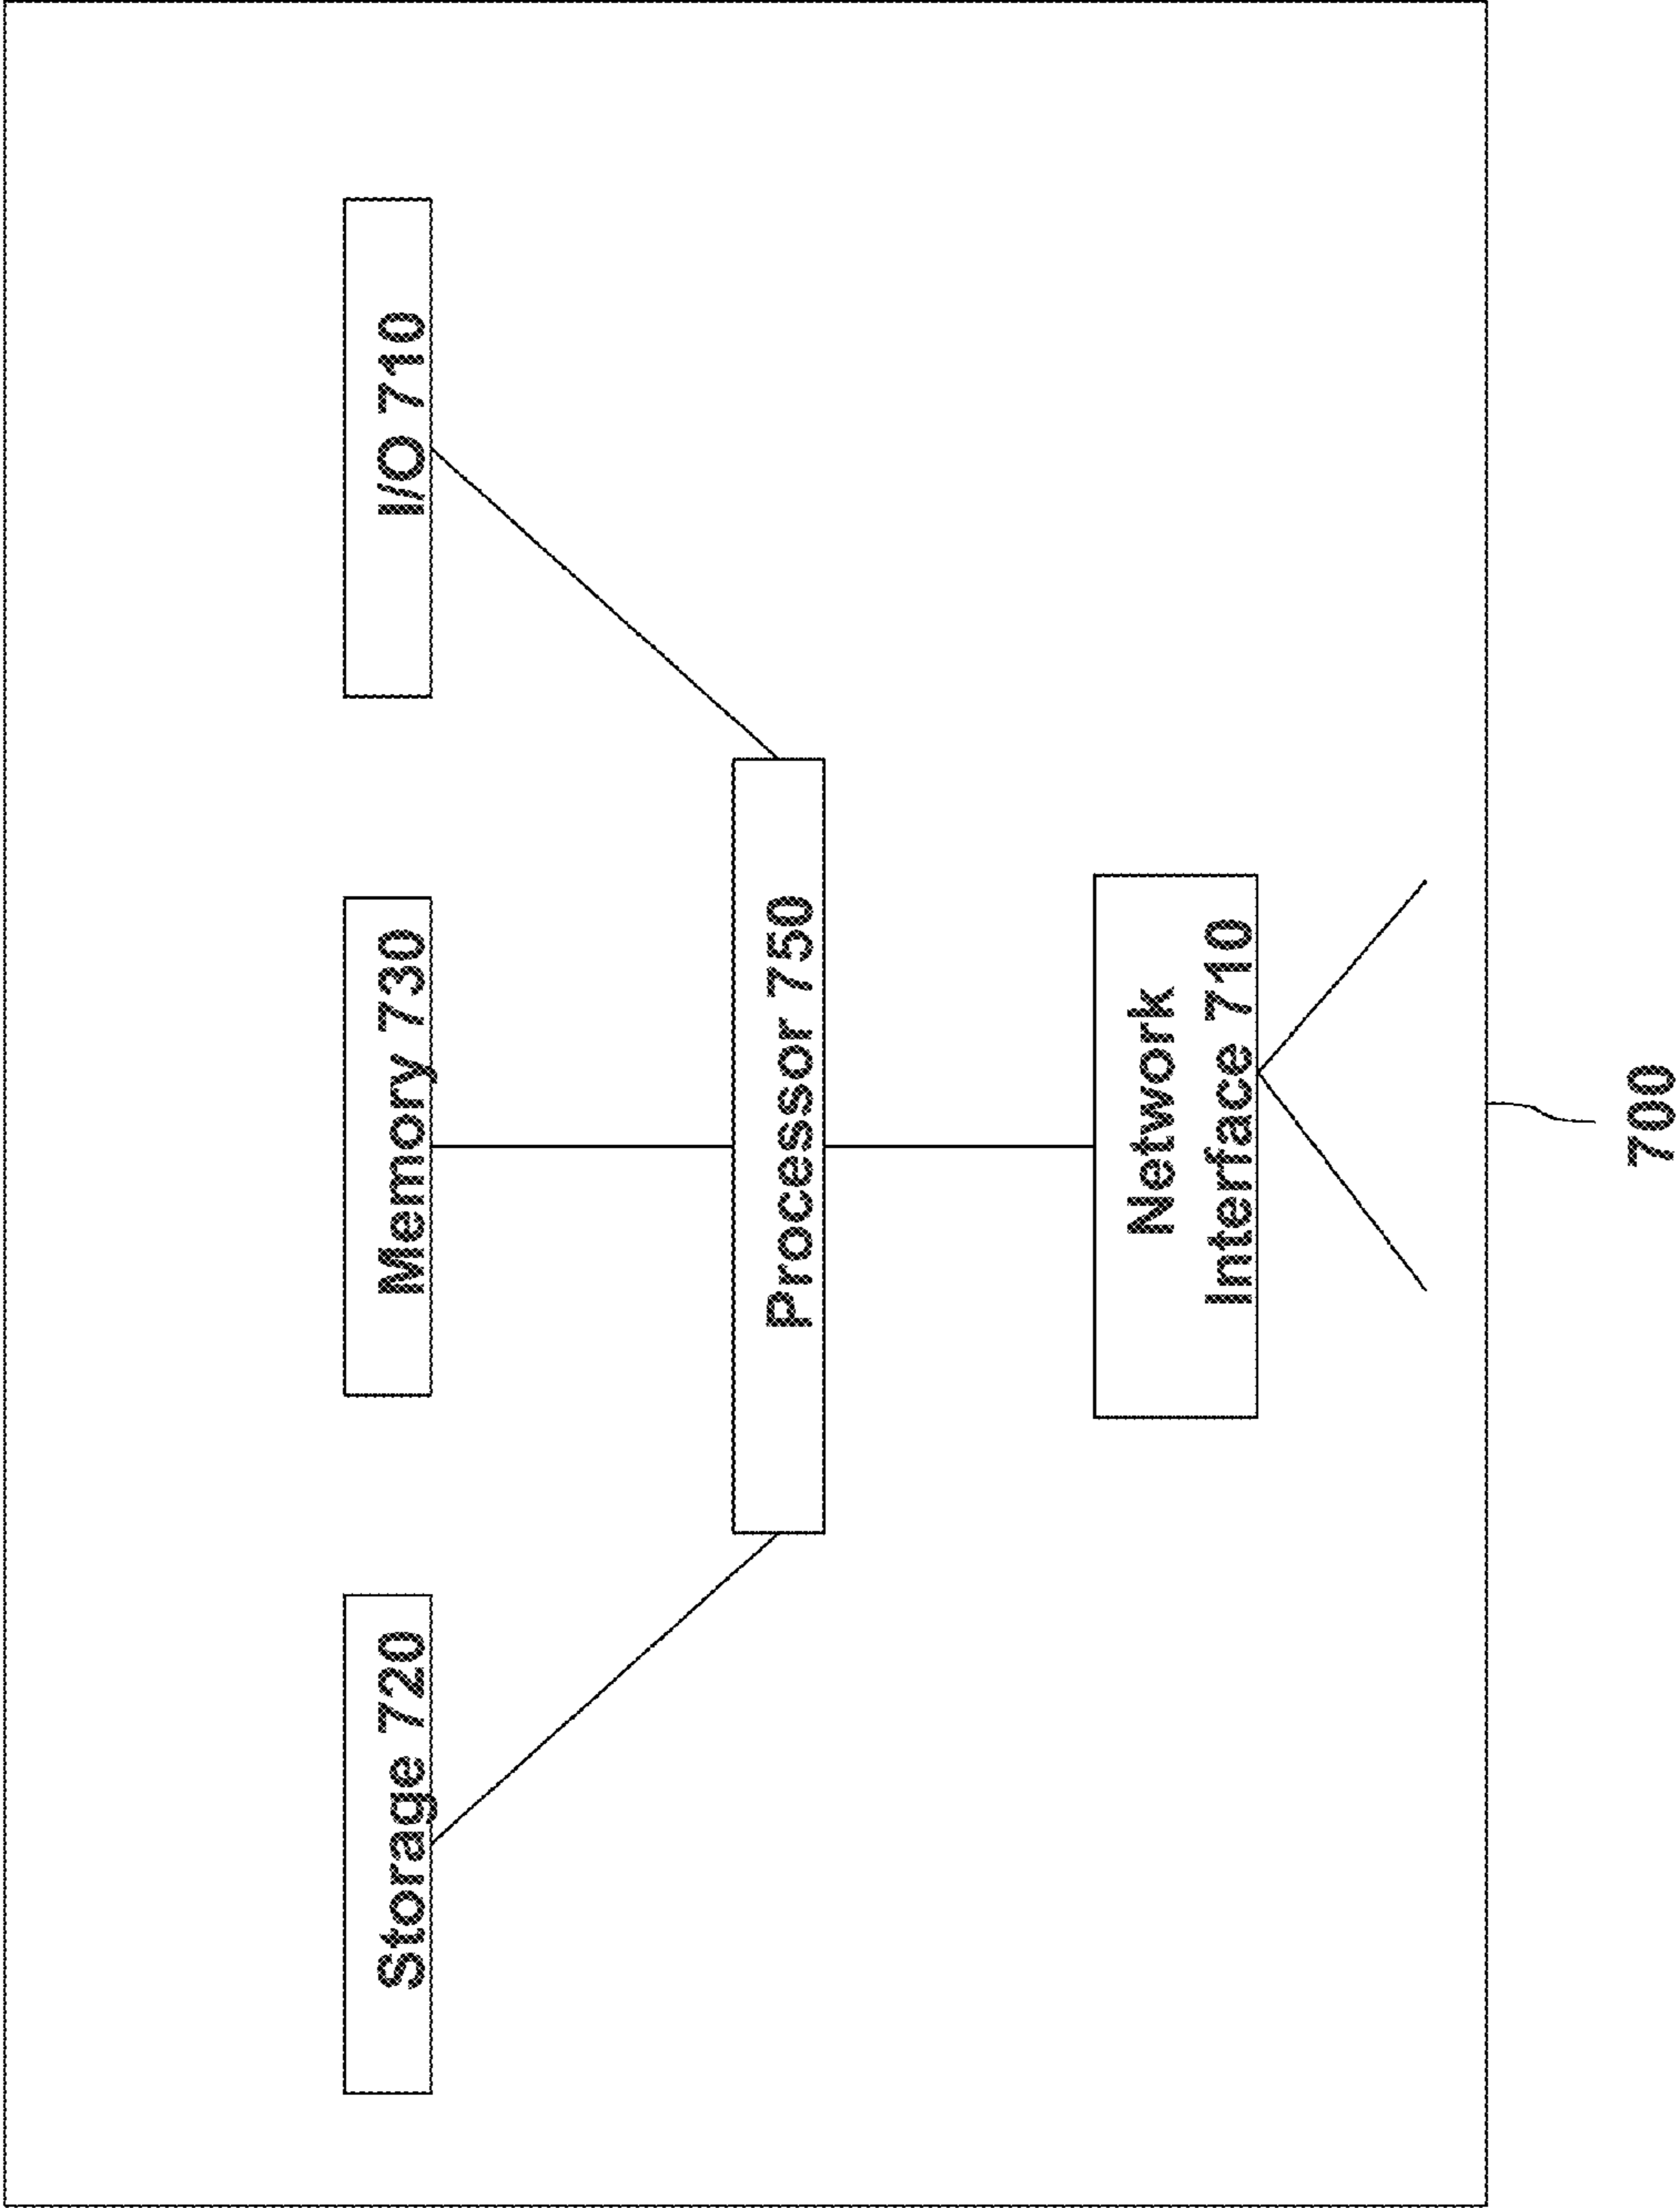 Storage 720
Memory 730
I/O 710
Processor 750
Network
Interface 710
700